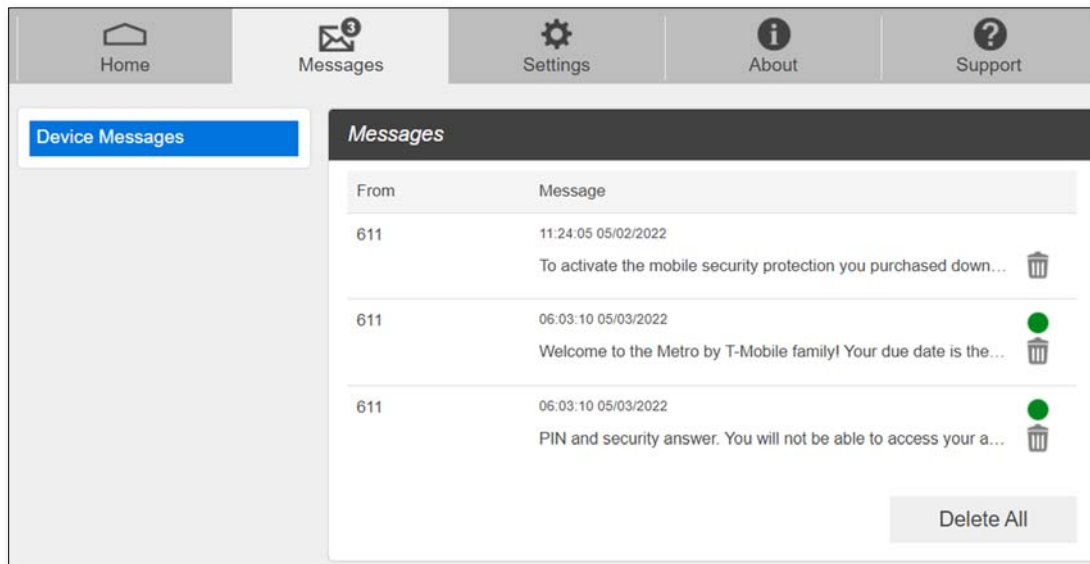 3
Home
Messages
Settings
About
Support
Device Messages
Messages
From Message
611 11:24:05 05/02/2022
To activate the mobile security protection you purchased down...
611 06:03:10 05/03/2022
Welcome to the Metro by T-Mobile family! Your due date is the...
611 06:03:10 05/03/2022
PIN and security answer. You will not be able to access your a...
Delete All